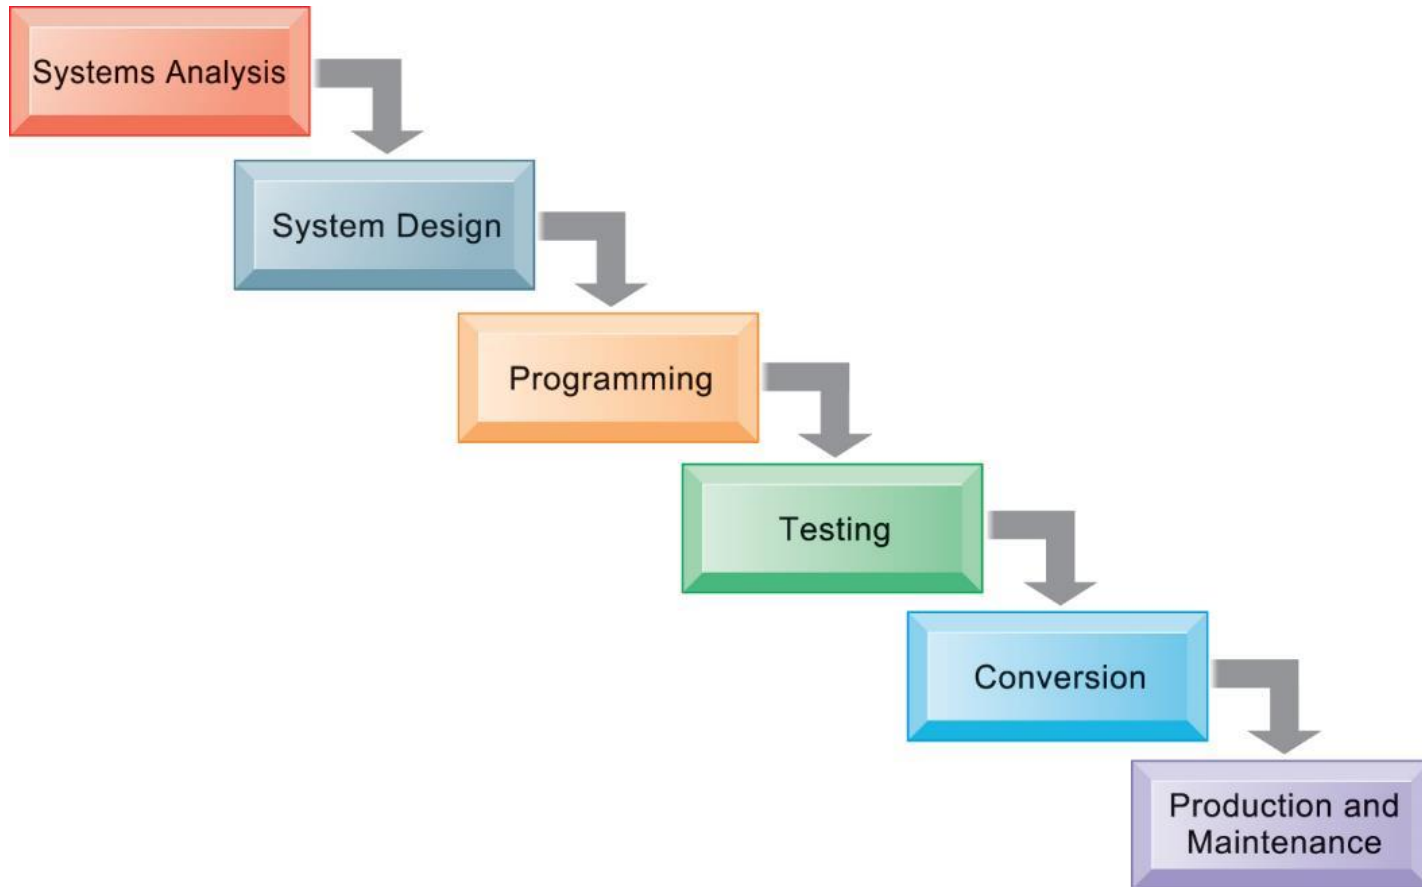 Systems Analysis
System Design
Programming
Testing
Conversion
Production and
Maintenance